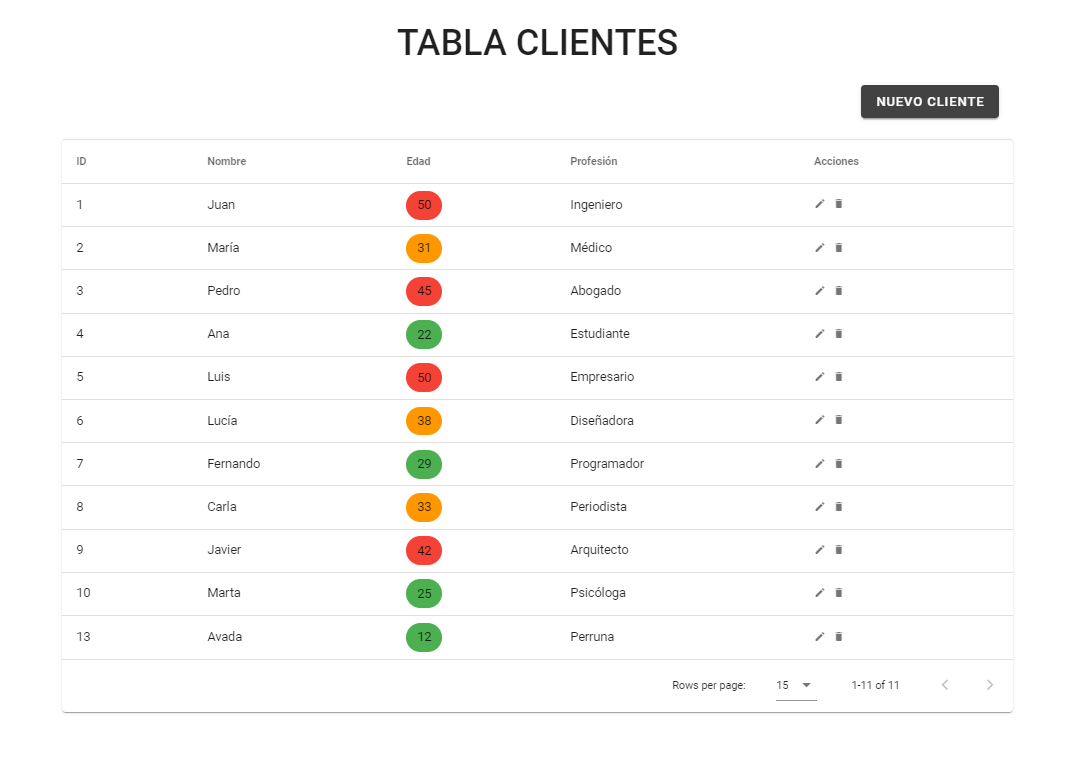 TABLA CLIENTES
NUEVO CLIENTE
ID Nombre Edad Profesión Acciones
1 Juan 50 Ingeniero
2 María 31 Médico
3 Pedro 45 Abogado
4 Ana 22 Estudiante
5 Luis 50 Empresario
6 Lucía 38 Diseñadora
7 Fernando 29 Programador
8 Carla 33 Periodista
9 Javier 42 Arquitecto
10 Marta 25 Psicóloga
13 Avada 12 Perruna
Rows per page: 15 1-11 of 11